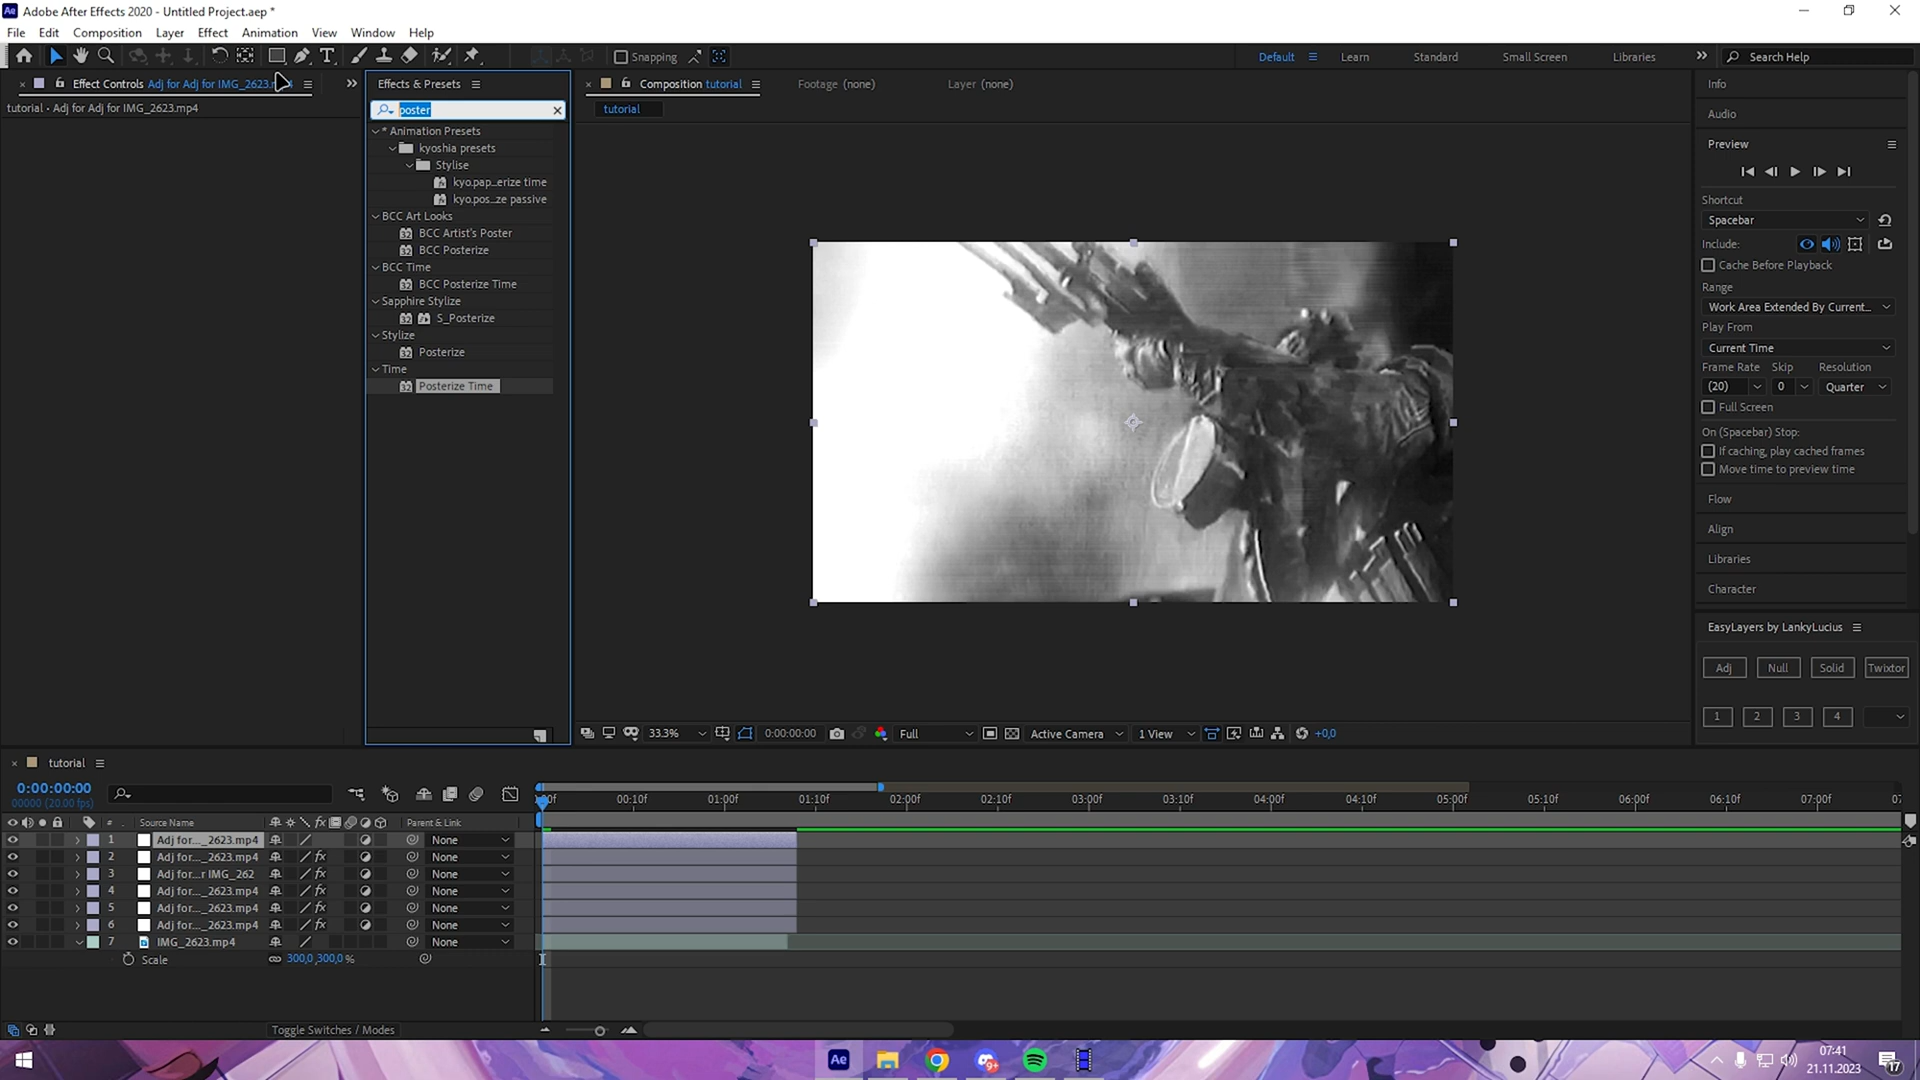 Adobe After Effects 2020 - Untitled Project.aep *
File Edit Composition Layer Effect Animation View Window Help
Snapping
Default Learn Standard Small Screen Libraries Search Help
Effect Controls Adj for Adj for IMG_2623.m
tutorial · Adj for Adj for IMG_2623.mp4
Effects & Presets
poster
* Animation Presets
kyoshia presets
Stylise
kyo.pap...erize time
kyo.pos...ze passive
BCC Art Looks
BCC Artist's Poster
BCC Posterize
BCC Time
BCC Posterize Time
Sapphire Stylize
S_Posterize
Stylize
Posterize
Time
Posterize Time
Composition tutorial
Footage (none)
Layer (none)
tutorial
33.3% 0:00:00:00 Full Active Camera 1 View +0,0
Info
Audio
Preview
Shortcut
Spacebar
Include:
Cache Before Playback
Range
Work Area Extended By Current...
Play From
Current Time
Frame Rate Skip Resolution
(20) 0 Quarter
Full Screen
On (Spacebar) Stop:
If caching, play cached frames
Move time to preview time
Flow
Align
Libraries
Character
EasyLayers by LankyLucius
Adj Null Solid Twixtor
1 2 3 4
tutorial
0:00:00:00
00000 (20.00 fps)
00f 00:10f 01:00f 01:10f 02:00f 02:10f 03:00f 03:10f 04:00f 04:10f 05:00f 05:10f 06:00f 06:10f 07:00f 07
# Source Name Parent & Link
1 Adj for..._2623.mp4 None
2 Adj for..._2623.mp4 fx None
3 Adj for...r IMG_262 fx None
4 Adj for..._2623.mp4 fx None
5 Adj for..._2623.mp4 fx None
6 Adj for..._2623.mp4 fx None
7 IMG_2623.mp4 None
Scale 300,0,300,0 %
Toggle Switches / Modes
Ae
07:41
21.11.2023
17